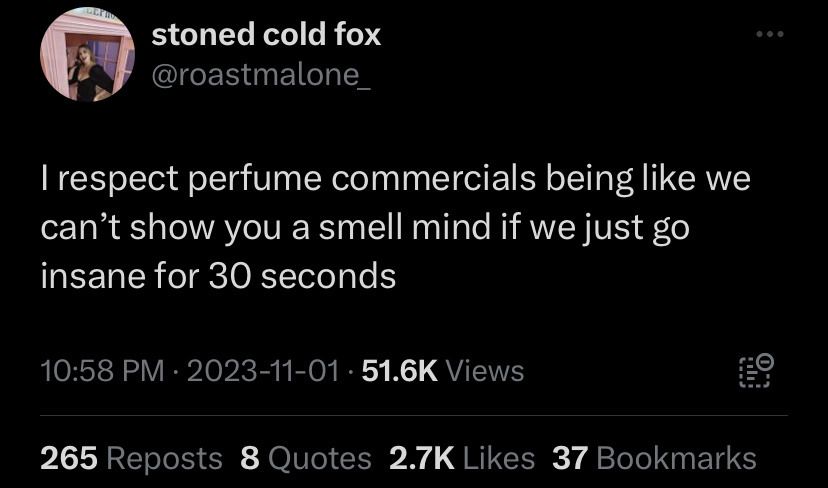 stoned cold fox
@roastmalone_
I respect perfume commercials being like we
can’t show you a smell mind if we just go
insane for 30 seconds
10:58 PM · 2023-11-01 · 51.6K Views
265 Reposts 8 Quotes 2.7K Likes 37 Bookmarks